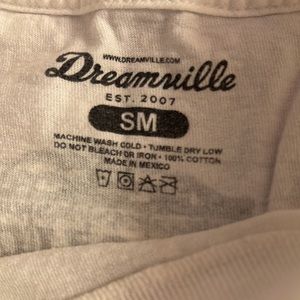 WWW.DREAMVILLE.COM
Dreamville
EST. 2007
SM
MACHINE WASH COLD • TUMBLE DRY LOW
DO NOT BLEACH OR IRON • 100% COTTON
MADE IN MEXICO